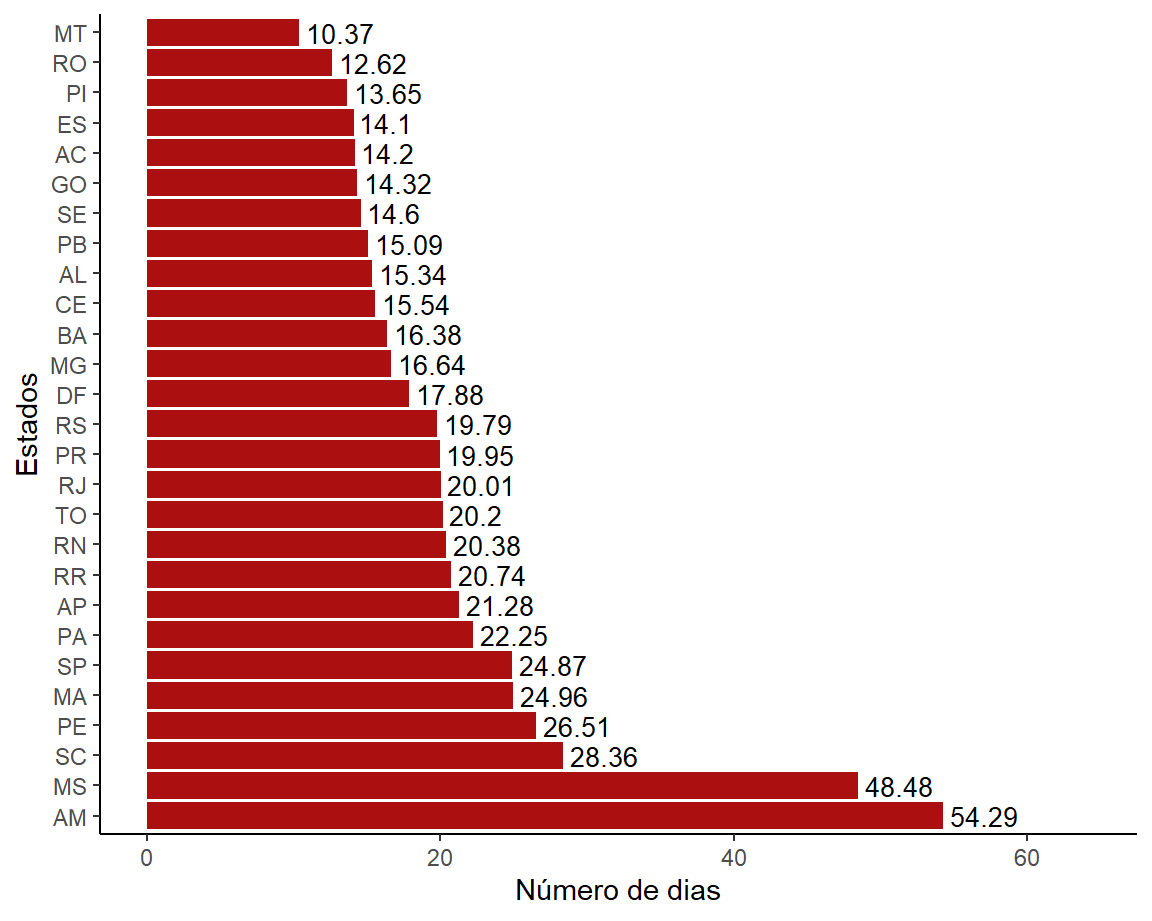 MT 10.37
RO 12.62
PI 13.65
ES 14.1
AC 14.2
GO 14.32
SE 14.6
PB 15.09
AL 15.34
CE 15.54
BA 16.38
MG 16.64
DF 17.88
RS 19.79
PR 19.95
RJ 20.01
TO 20.2
RN 20.38
RR 20.74
AP 21.28
PA 22.25
SP 24.87
MA 24.96
PE 26.51
SC 28.36
MS 48.48
AM 54.29
Estados
0 20 40 60
Número de dias